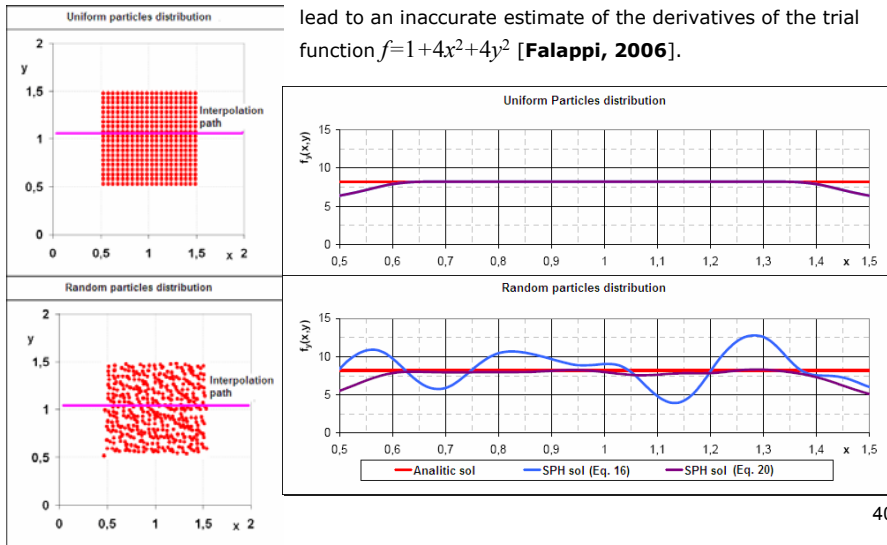 lead to an inaccurate estimate of the derivatives of the trial
function f=1+4x²+4y² [Falappi, 2006].
Uniform particles distribution
2
y
1,5
Interpolation
path
1
0,5
0
0 0,5 1 1,5 x 2
Uniform Particles distribution
15
fy(x,y)
10
5
0
0,5 0,6 0,7 0,8 0,9 1 1,1 1,2 1,3 1,4 x 1,5
Random particles distribution
2
y
1,5
Interpolation
path
1
0,5
0
0 0,5 1 1,5 x 2
Random particles distribution
15
fy(x,y)
10
5
0
0,5 0,6 0,7 0,8 0,9 1 1,1 1,2 1,3 1,4 x 1,5
Analitic sol SPH sol (Eq. 16) SPH sol (Eq. 20)
40